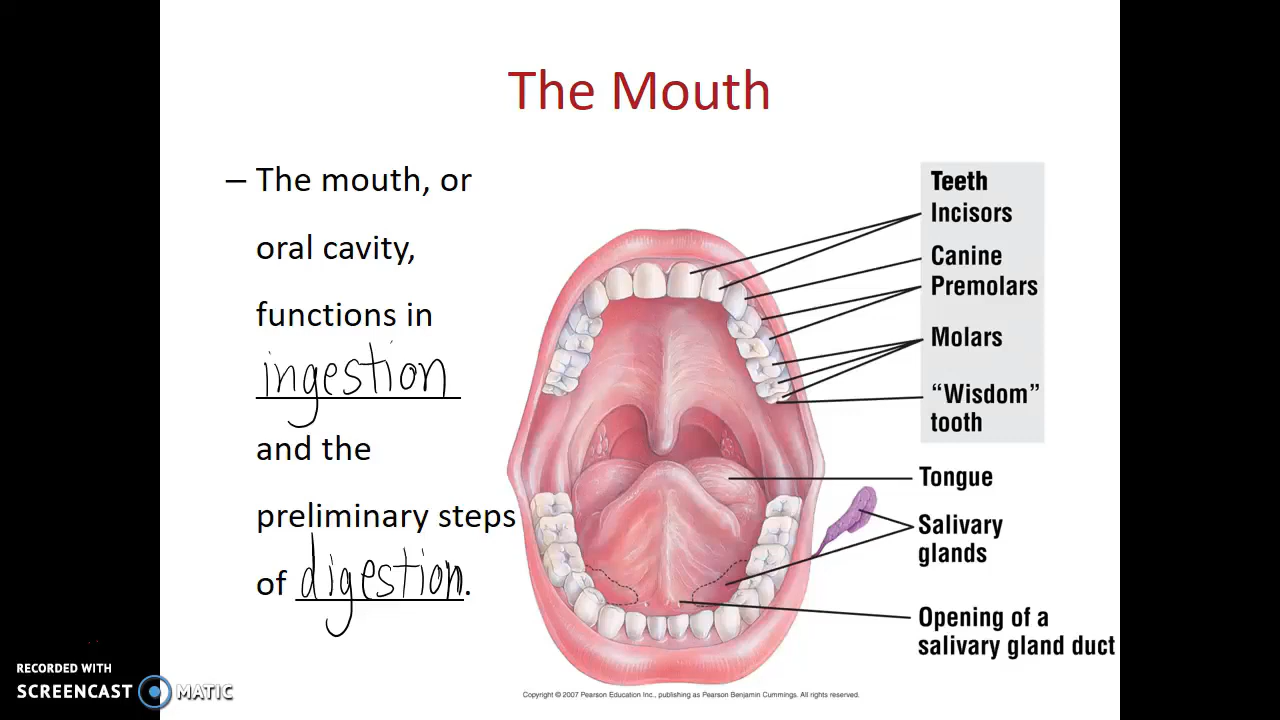 The Mouth
– The mouth, or
oral cavity,
functions in
ingestion
and the
preliminary steps
of digestion.
Teeth
Incisors
Canine
Premolars
Molars
“Wisdom”
tooth
Tongue
Salivary
glands
Opening of a
salivary gland duct
Copyright © 2007 Pearson Education Inc., publishing as Pearson Benjamin Cummings. All rights reserved.
RECORDED WITH
SCREENCAST MATIC